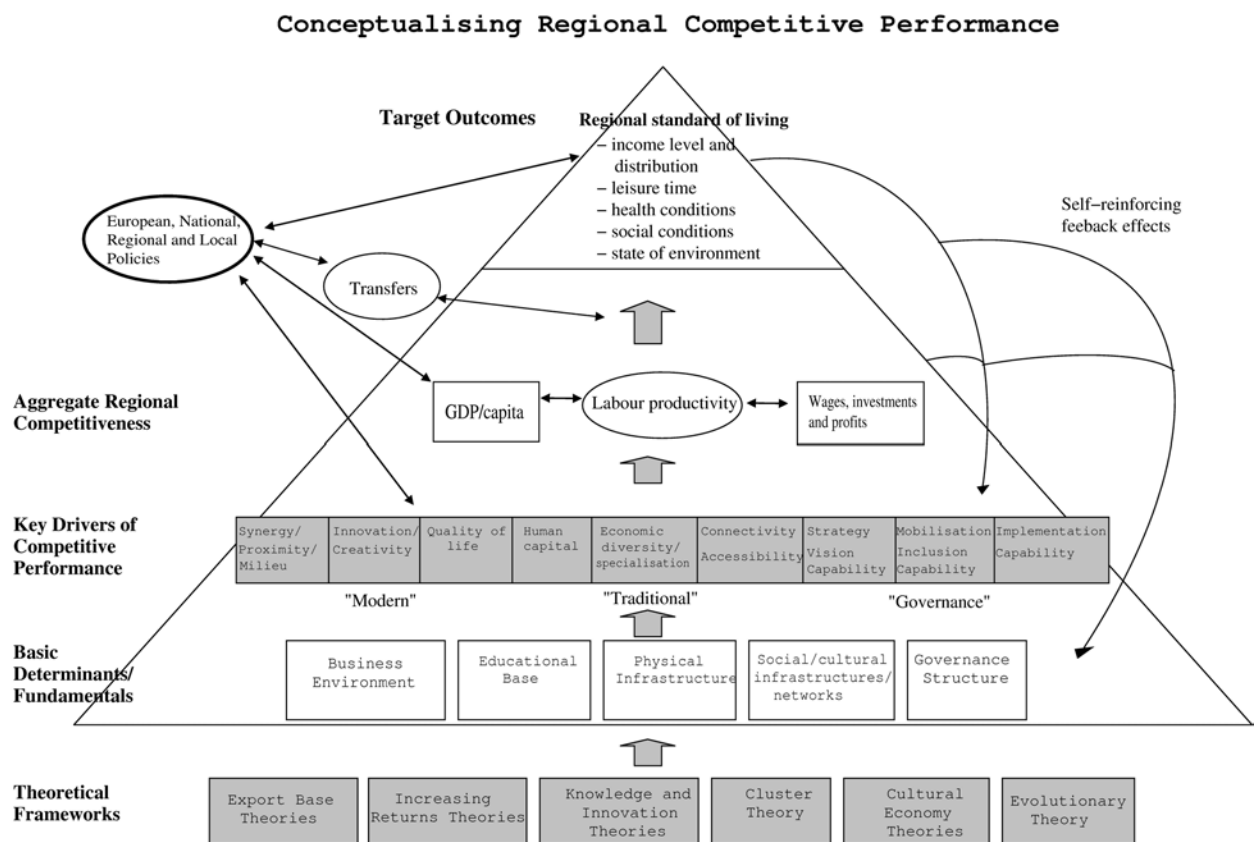 Conceptualising Regional Competitive Performance
Target Outcomes
Regional standard of living
− income level and
distribution
− leisure time
− health conditions
− social conditions
− state of environment
European, National,
Regional and Local
Policies
Transfers
Self−reinforcing
feeback effects
Aggregate Regional
Competitiveness
GDP/capita
Labour productivity
Wages, investments
and profits
Key Drivers of
Competitive
Performance
Synergy/
Proximity/
Milieu
Innovation/
Creativity
Quality of
life
Human
capital
Economic
diversity/
specialisation
Connectivity
Accessibility
Strategy
Vision
Capability
Mobilisation
Inclusion
Capability
Implementation
Capability
"Modern"
"Traditional"
"Governance"
Basic
Determinants/
Fundamentals
Business
Environment
Educational
Base
Physical
Infrastructure
Social/cultural
infrastructures/
networks
Governance
Structure
Theoretical
Frameworks
Export Base
Theories
Increasing
Returns Theories
Knowledge and
Innovation
Theories
Cluster
Theory
Cultural
Economy
Theories
Evolutionary
Theory